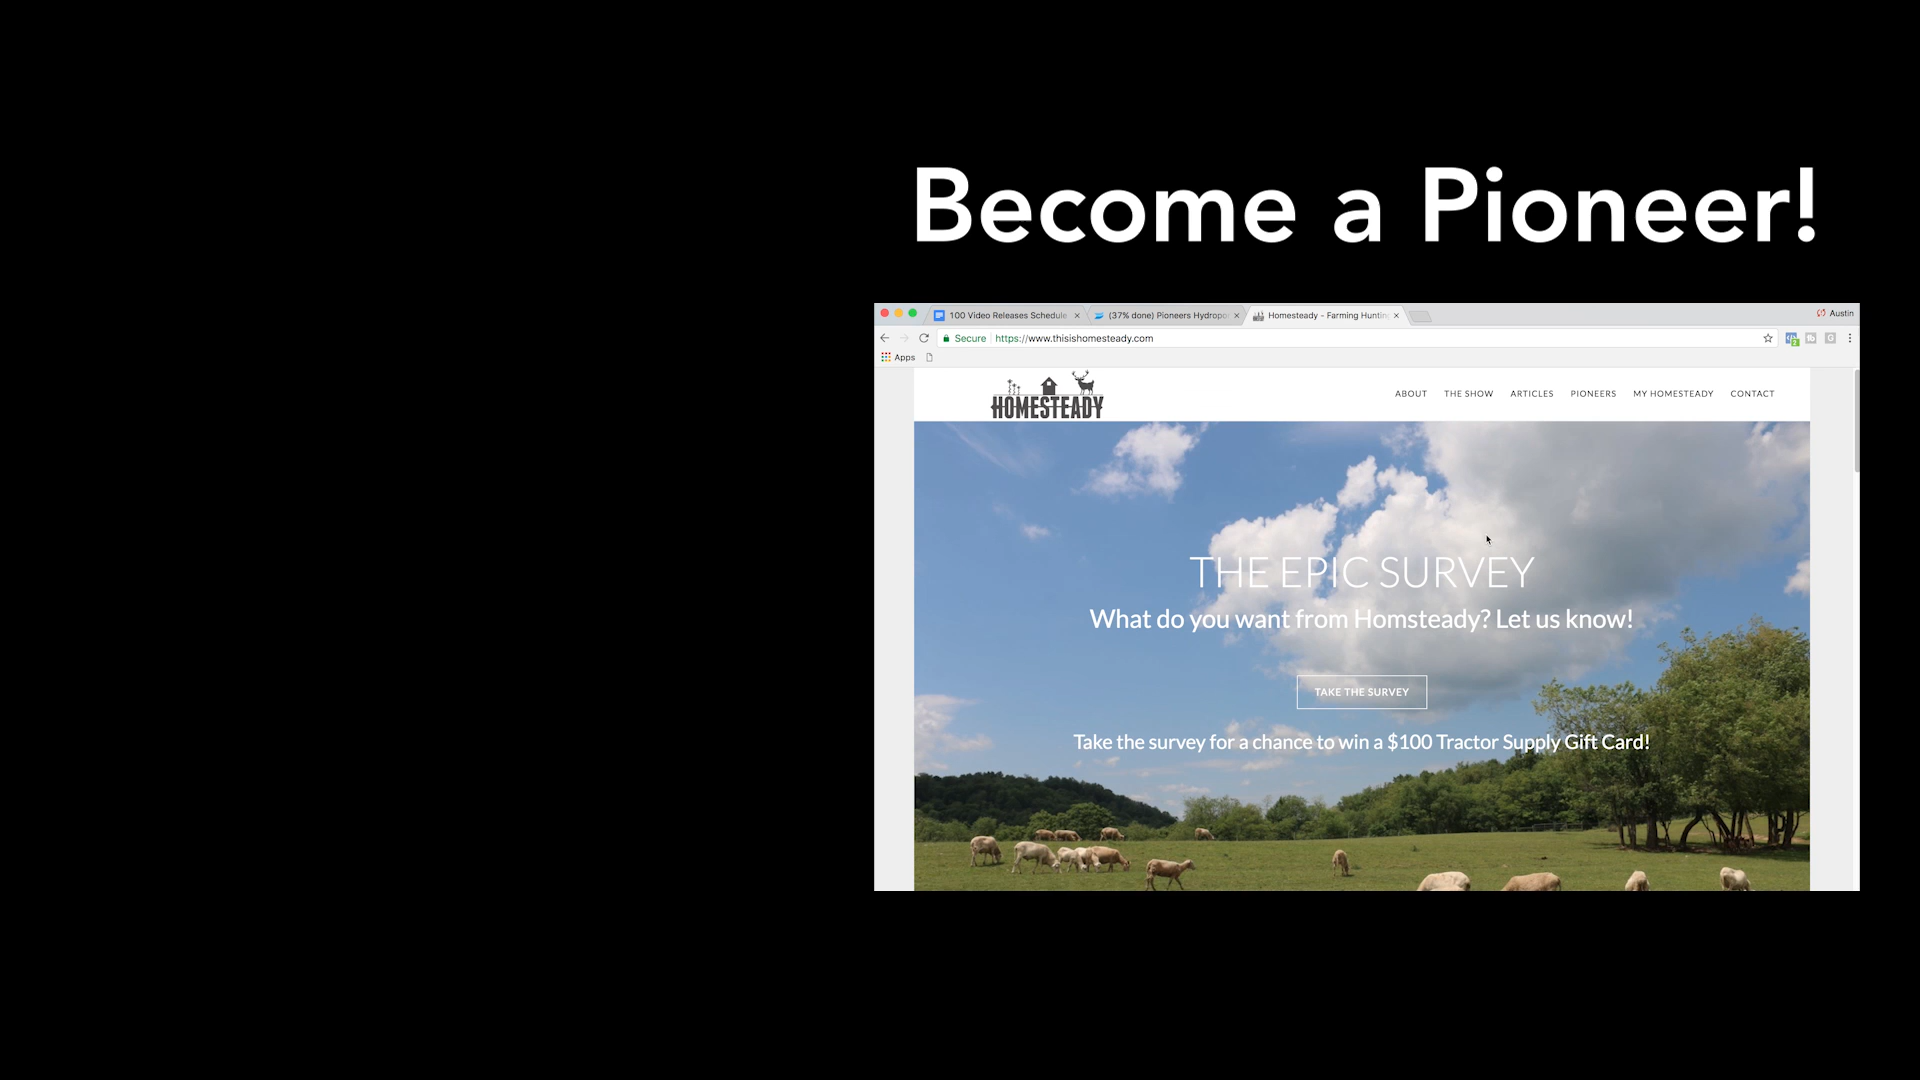 Become a Pioneer!
100 Video Releases Schedule
(37% done) Pioneers Hydropo
Homesteady - Farming Hunting
Austin
Secure
https://www.thisishomesteady.com
Apps
HOMESTEADY
ABOUT THE SHOW ARTICLES PIONEERS MY HOMESTEADY CONTACT
THE EPIC SURVEY
What do you want from Homsteady? Let us know!
TAKE THE SURVEY
Take the survey for a chance to win a $100 Tractor Supply Gift Card!